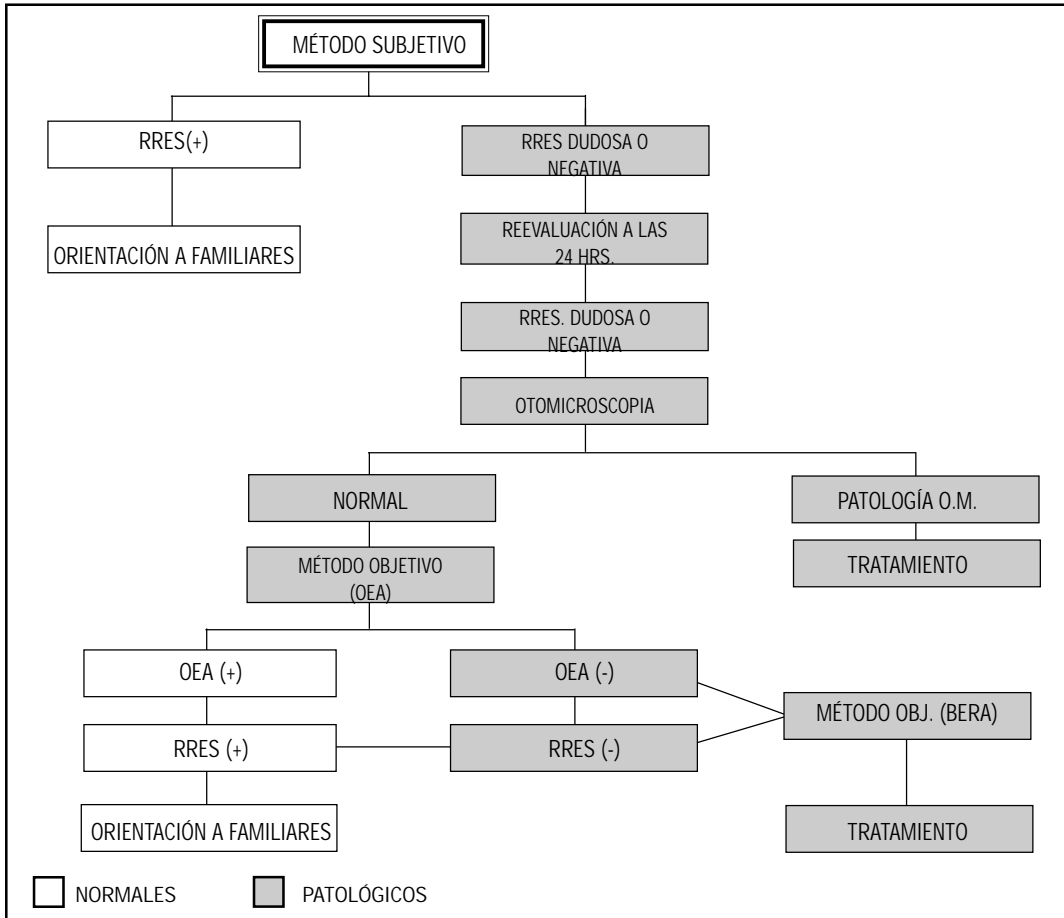 MÉTODO SUBJETIVO
RRES(+)
RRES DUDOSA O
NEGATIVA
ORIENTACIÓN A FAMILIARES
REEVALUACIÓN A LAS
24 HRS.
RRES. DUDOSA O
NEGATIVA
OTOMICROSCOPIA
NORMAL
PATOLOGÍA O.M.
MÉTODO OBJETIVO
(OEA)
TRATAMIENTO
OEA (+)
OEA (-)
MÉTODO OBJ. (BERA)
RRES (+)
RRES (-)
ORIENTACIÓN A FAMILIARES
TRATAMIENTO
NORMALES
PATOLÓGICOS